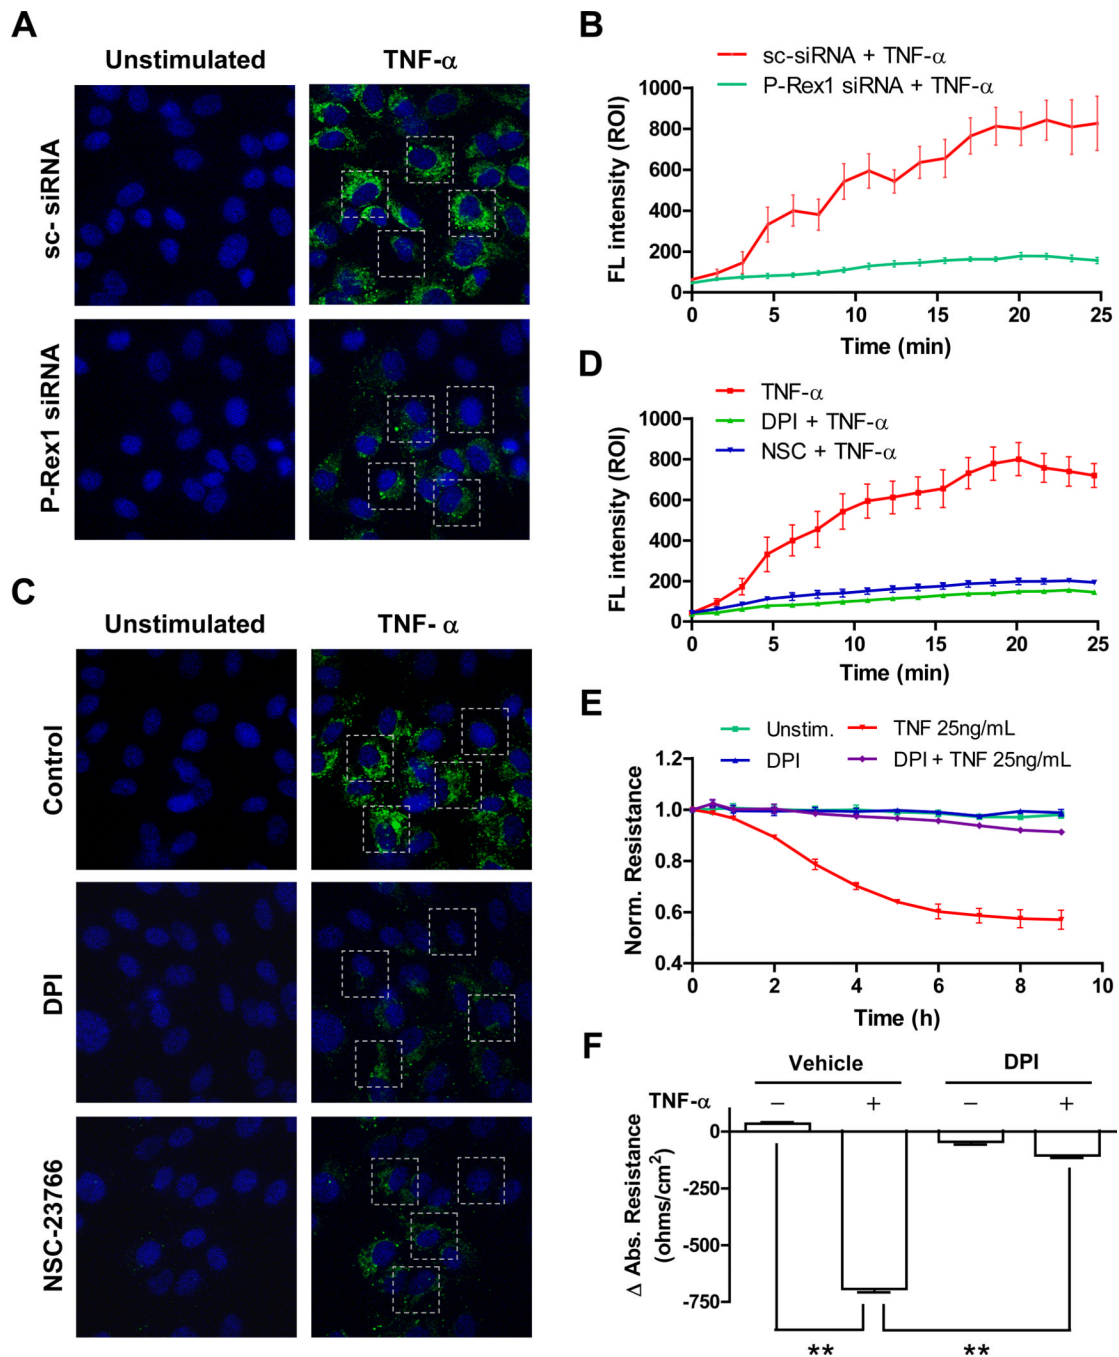 A
Unstimulated TNF-α
sc- siRNA
P-Rex1 siRNA
B
sc-siRNA + TNF-α
P-Rex1 siRNA + TNF-α
FL intensity (ROI)
1000
800
600
400
200
0
0 5 10 15 20 25
Time (min)
C
Unstimulated TNF- α
Control
DPI
NSC-23766
D
TNF-α
DPI + TNF-α
NSC + TNF-α
FL intensity (ROI)
1000
800
600
400
200
0
0 5 10 15 20 25
Time (min)
E
Unstim. TNF 25ng/mL
DPI DPI + TNF 25ng/mL
Norm. Resistance
1.2
1.0
0.8
0.6
0.4
0 2 4 6 8 10
Time (h)
F
Vehicle DPI
TNF-α − + − +
Δ Abs. Resistance
(ohms/cm²)
0
-250
-500
-750
** **